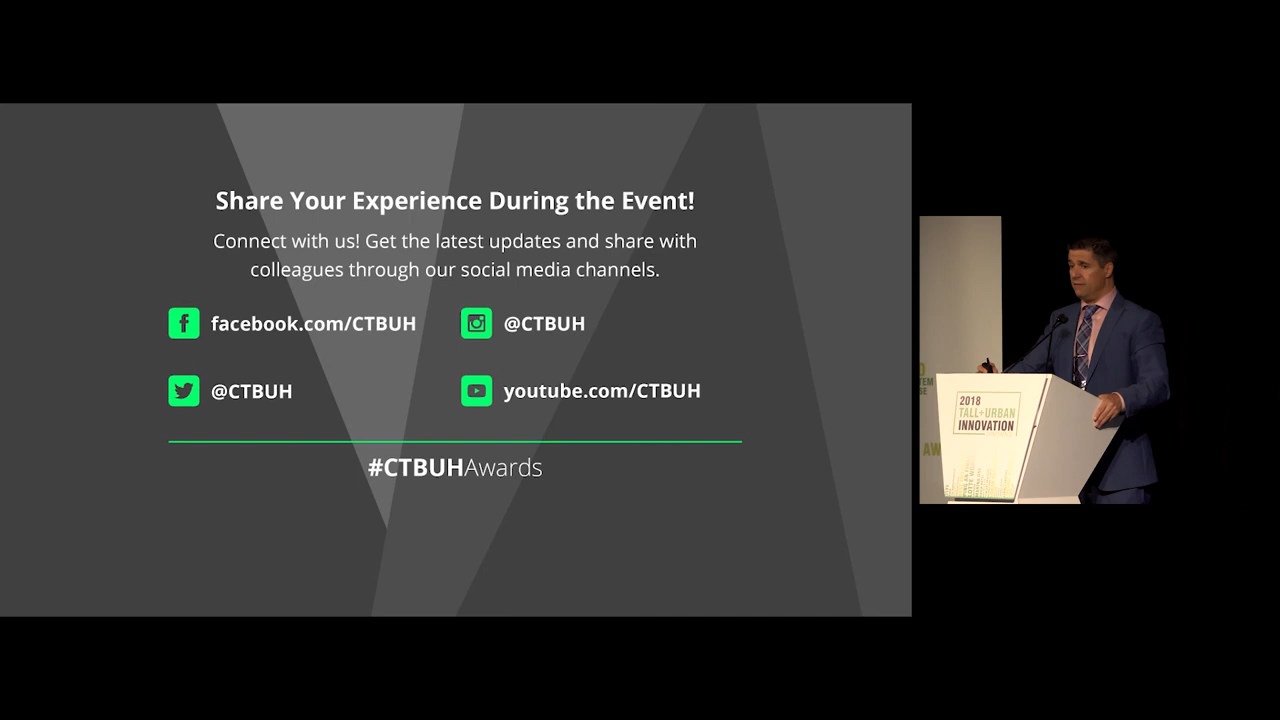 Share Your Experience During the Event!
Connect with us! Get the latest updates and share with
colleagues through our social media channels.
facebook.com/CTBUH
@CTBUH
@CTBUH
youtube.com/CTBUH
#CTBUHAwards
2018
TALL+URBAN
INNOVATION
AW